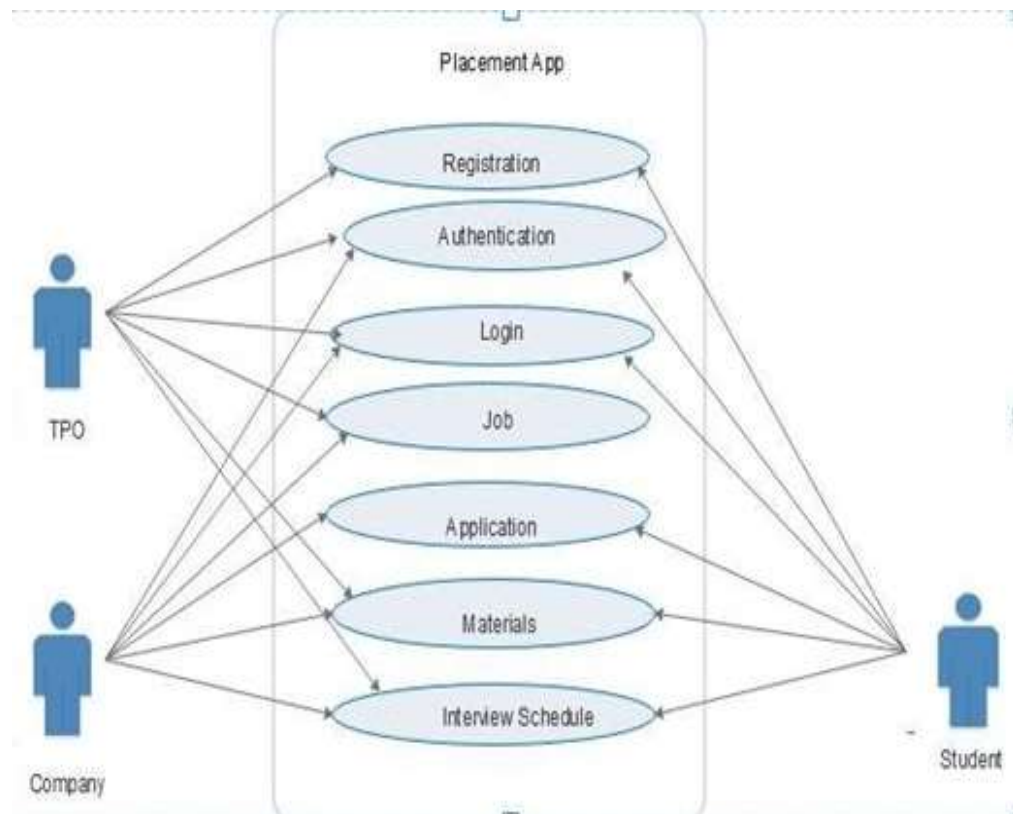 Placement App
Registration
Authentication
Login
Job
Application
Materials
Interview Schedule
TPO
Company
Student